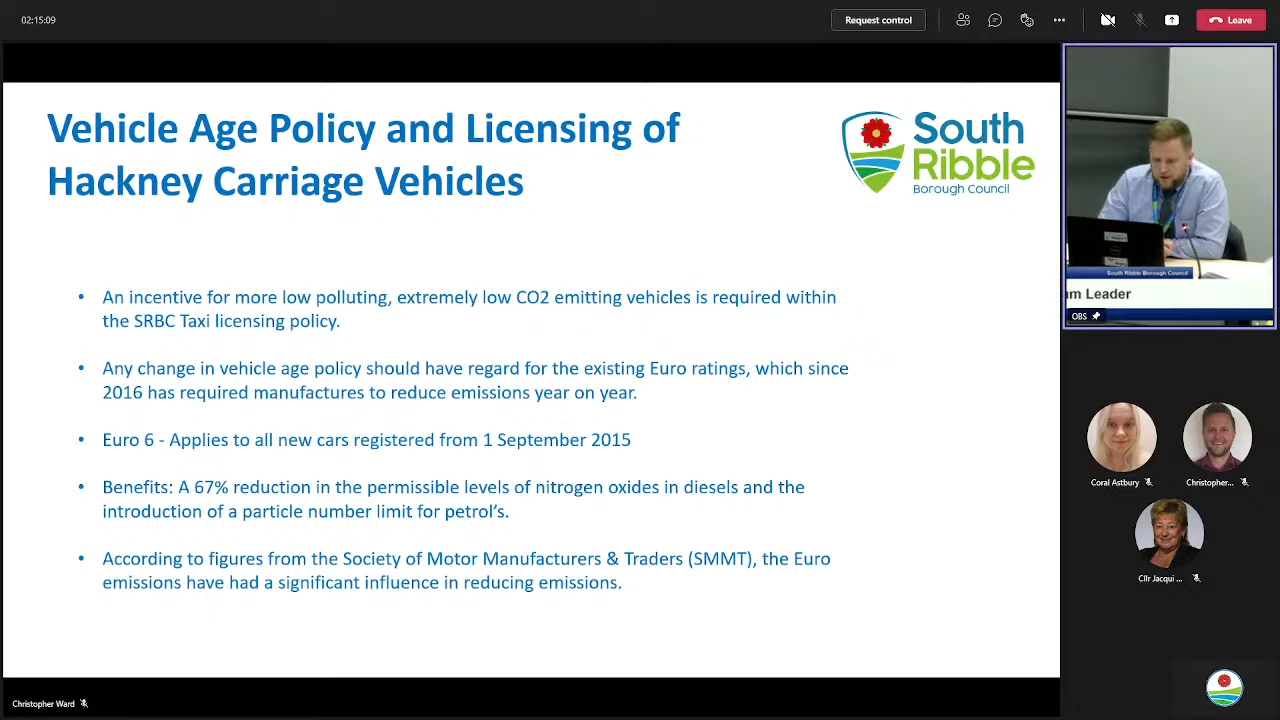 02:15:09
Request control
Leave
Vehicle Age Policy and Licensing of
Hackney Carriage Vehicles
South
Ribble
Borough Council
• An incentive for more low polluting, extremely low CO2 emitting vehicles is required within
the SRBC Taxi licensing policy.
• Any change in vehicle age policy should have regard for the existing Euro ratings, which since
2016 has required manufactures to reduce emissions year on year.
• Euro 6 - Applies to all new cars registered from 1 September 2015
• Benefits: A 67% reduction in the permissible levels of nitrogen oxides in diesels and the
introduction of a particle number limit for petrol's.
• According to figures from the Society of Motor Manufacturers & Traders (SMMT), the Euro
emissions have had a significant influence in reducing emissions.
South Ribble Borough Council
am Leader
OBS
Coral Astbury
Christopher...
Cllr Jacqui ...
Christopher Ward